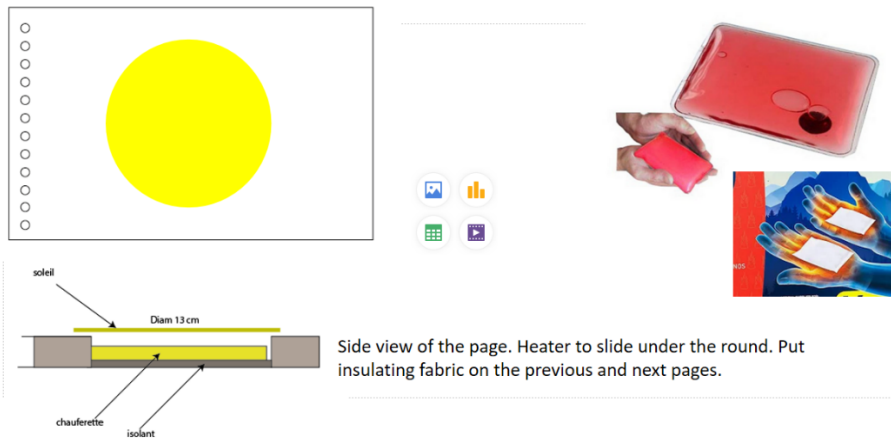 soleil
Diam 13 cm
Side view of the page. Heater to slide under the round. Put
insulating fabric on the previous and next pages.
chauferette
isolant